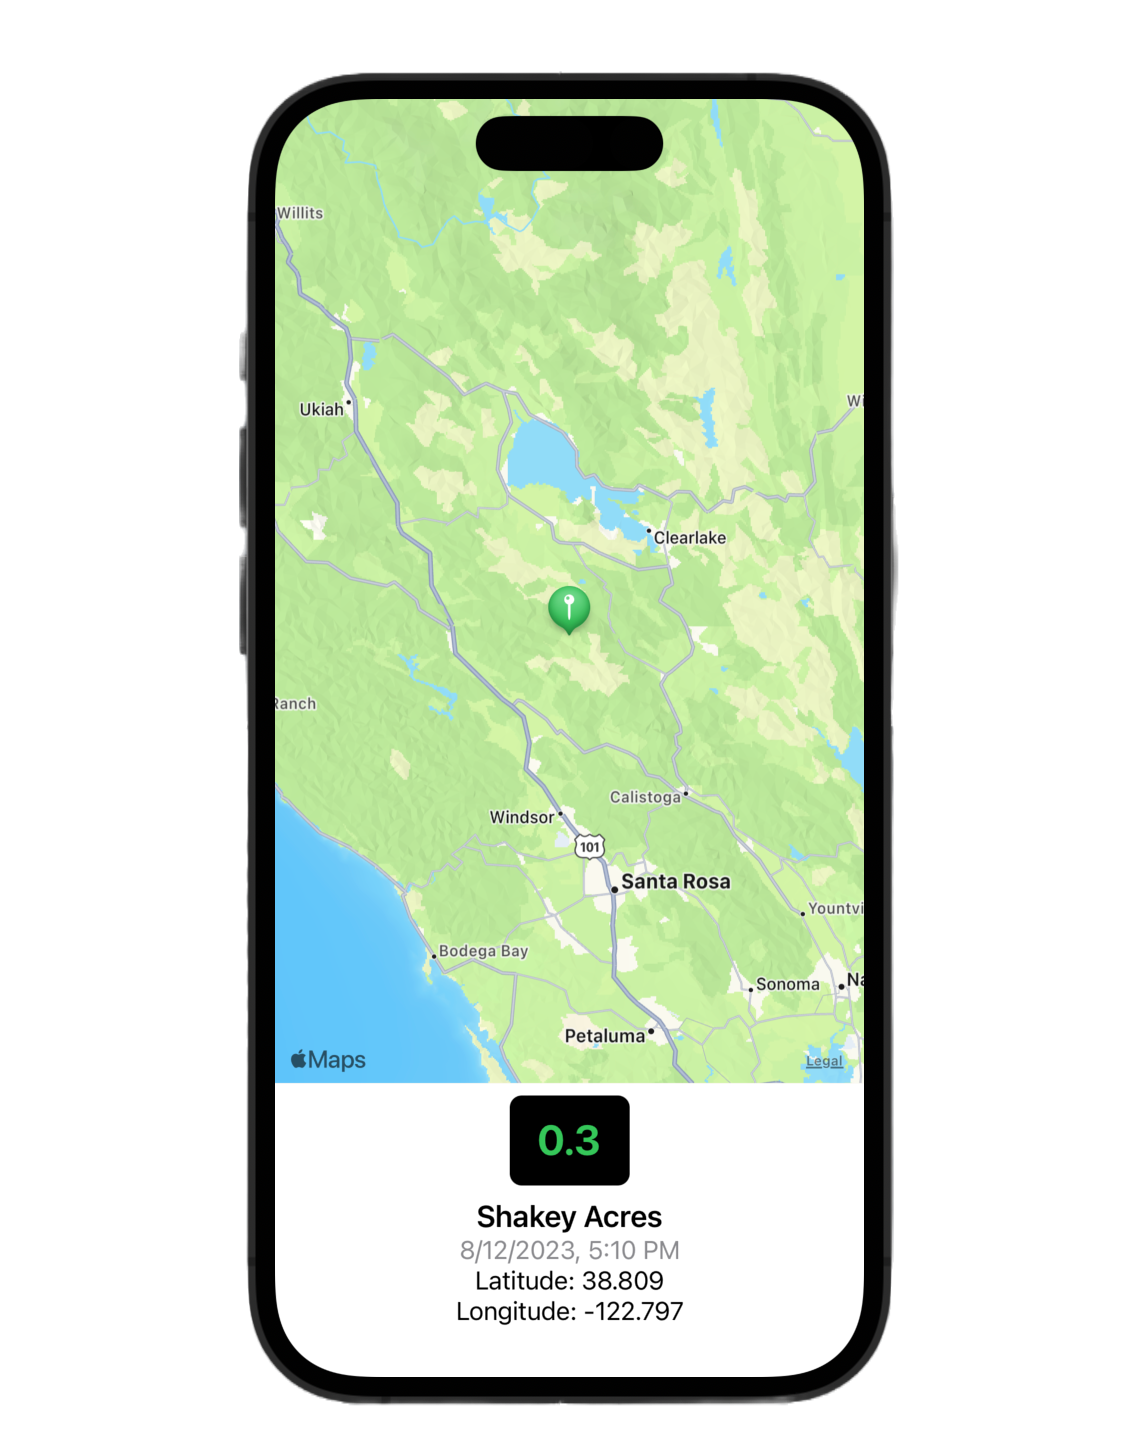 Willits
Ukiah
Wi
Clearlake
Ranch
Calistoga
Windsor
101
Santa Rosa
Yountvi
Bodega Bay
Sonoma
Na
Petaluma
Maps
Legal
0.3
Shakey Acres
8/12/2023, 5:10 PM
Latitude: 38.809
Longitude: -122.797